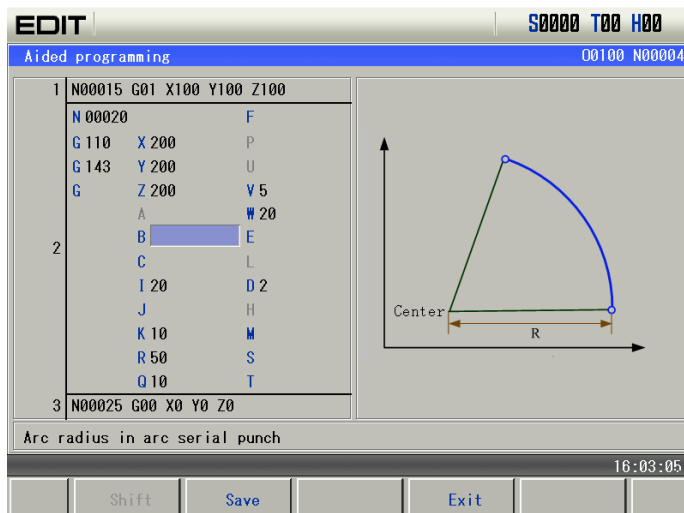 EDIT S0000 T00 H00
Aided programming O0100 N00004
1 N00015 G01 X100 Y100 Z100
N 00020 F
G 110 X 200 P
G 143 Y 200 U
G Z 200 V 5
A W 20
2 B E
C L
I 20 D 2
J H
K 10 M
R 50 S
Q 10 T
3 N00025 G00 X0 Y0 Z0
Center
R
Arc radius in arc serial punch
16:03:05
Shift Save Exit